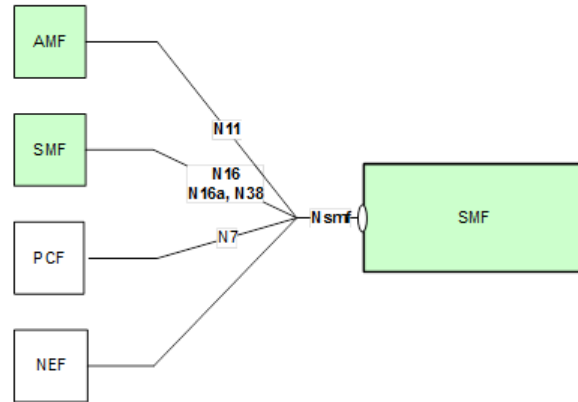 AMF
N11
SMF
N16
N16a, N38
Nsmf
SMF
N7
PCF
NEF